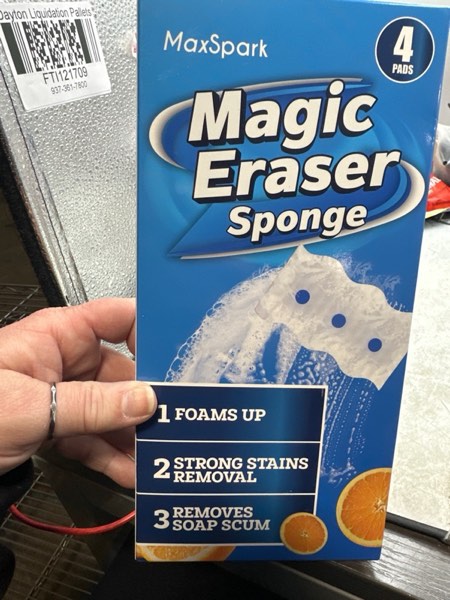 Dayton Liquidation Pallets
FTI121709
937-361-7800
MaxSpark
4
PADS
Magic
Eraser
Sponge
1 FOAMS UP
2 STRONG STAINS
REMOVAL
3 REMOVES
SOAP SCUM